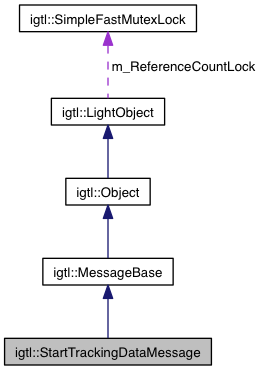 igtl::SimpleFastMutexLock
m_ReferenceCountLock
igtl::LightObject
igtl::Object
igtl::MessageBase
igtl::StartTrackingDataMessage